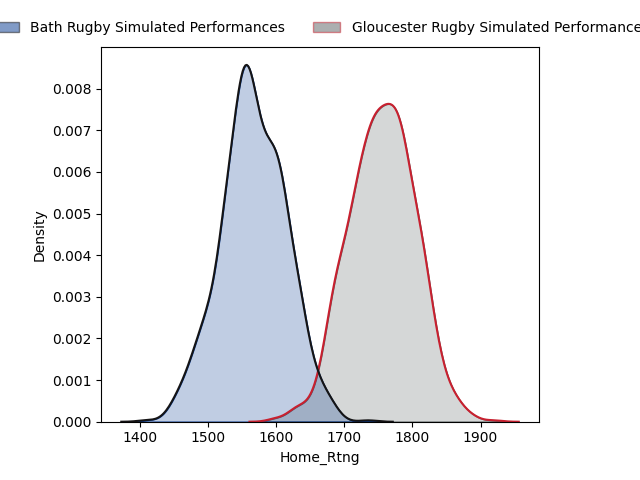 Bath Rugby Simulated Performances Gloucester Rugby Simulated Performance
0.008
0.007
0.006
0.005
0.004
0.003
0.002
0.001
0.000
Density
1400 1500 1600 1700 1800 1900
Home_Rtng